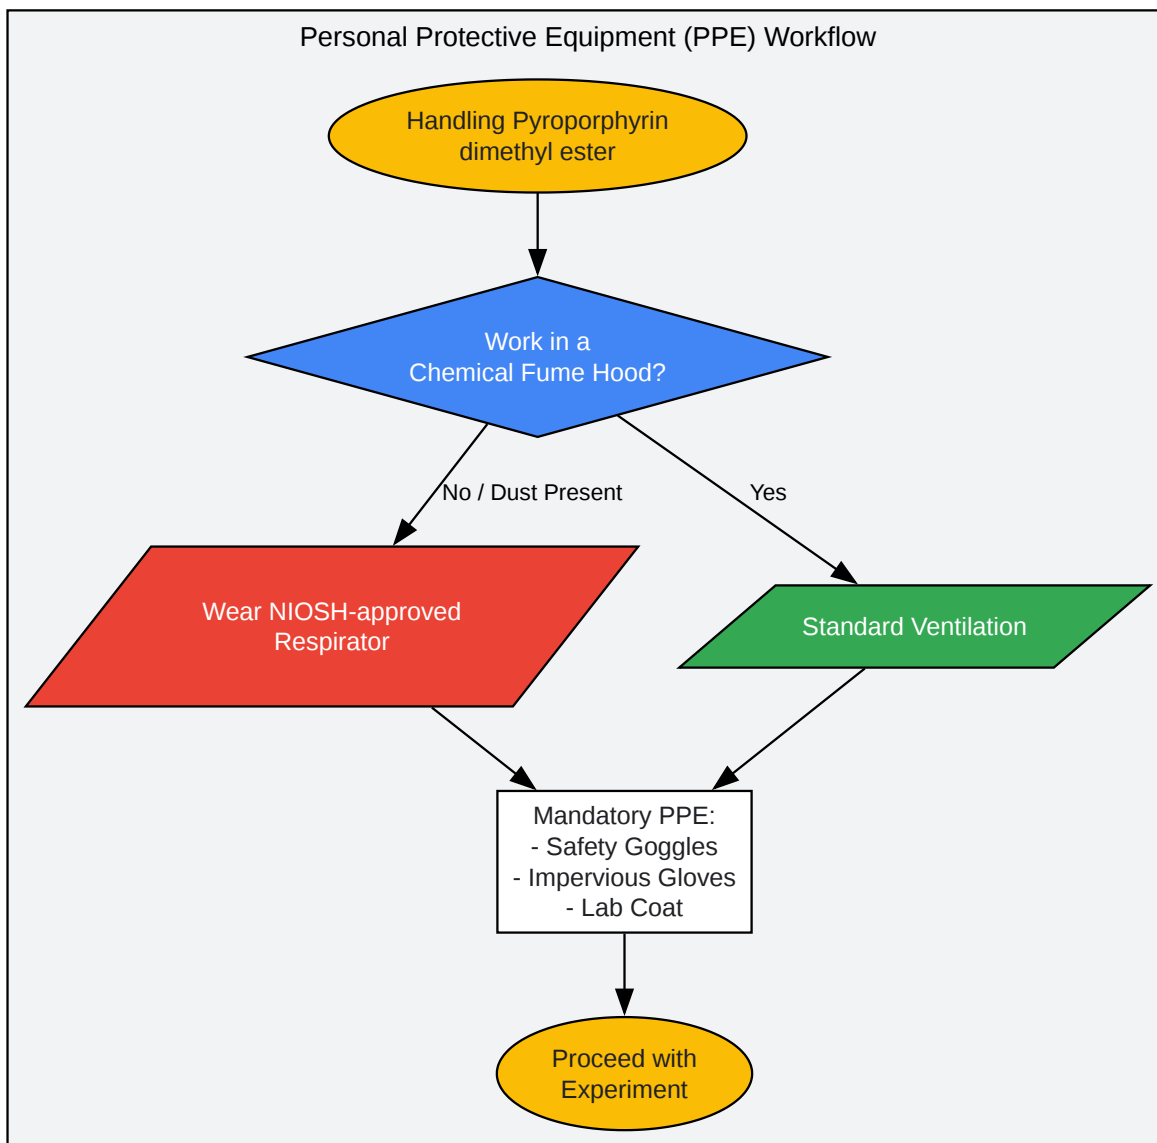 Personal Protective Equipment (PPE) Workflow
Handling Pyroporphyrin
dimethyl ester
Work in a
Chemical Fume Hood?
No / Dust Present
Yes
Wear NIOSH-approved
Respirator
Standard Ventilation
Mandatory PPE:
- Safety Goggles
- Impervious Gloves
- Lab Coat
Proceed with
Experiment